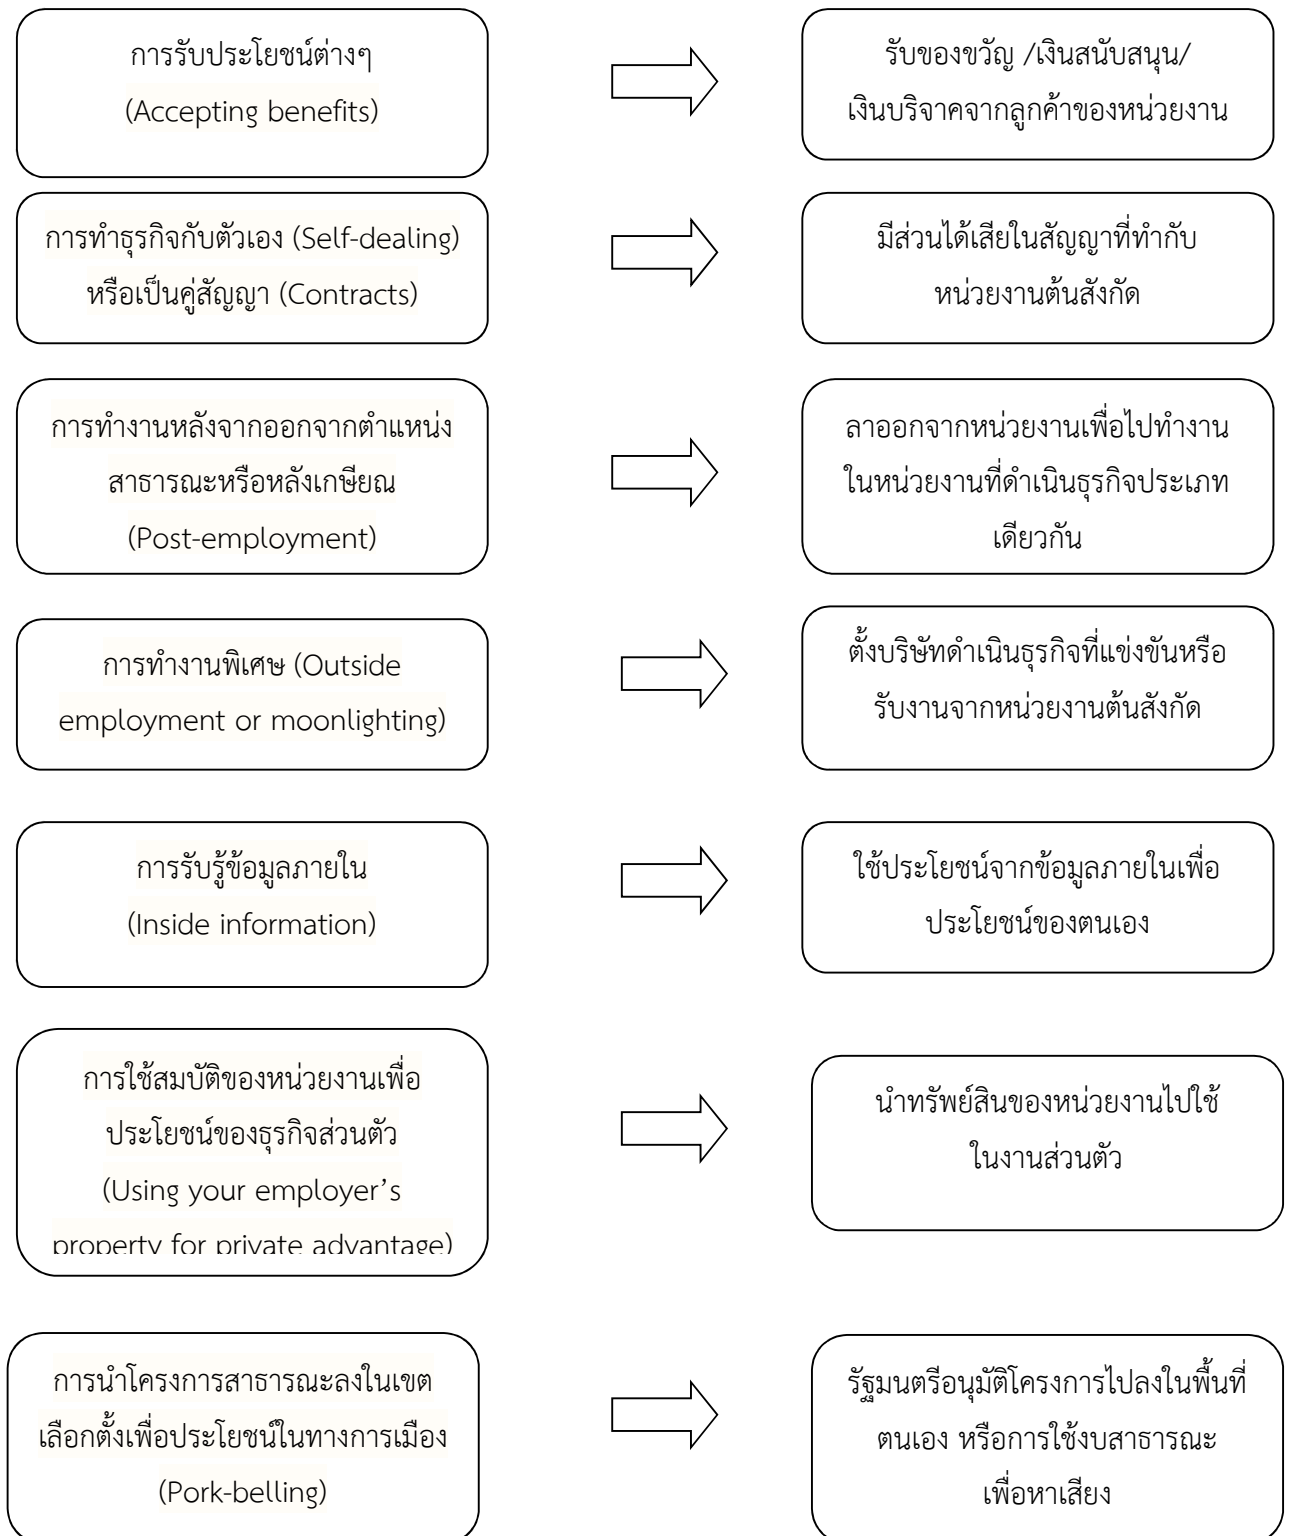 การรับประโยชน์ต่างๆ
(Accepting benefits)
รับของขวัญ /เงินสนับสนุน/
เงินบริจาคจากลูกค้าของหน่วยงาน
การทำธุรกิจกับตัวเอง (Self-dealing)
หรือเป็นคู่สัญญา (Contracts)
มีส่วนได้เสียในสัญญาที่ทำกับ
หน่วยงานต้นสังกัด
การทำงานหลังจากออกจากตำแหน่ง
สาธารณะหรือหลังเกษียณ
(Post-employment)
ลาออกจากหน่วยงานเพื่อไปทำงาน
ในหน่วยงานที่ดำเนินธุรกิจประเภท
เดียวกัน
การทำงานพิเศษ (Outside
employment or moonlighting)
ตั้งบริษัทดำเนินธุรกิจที่แข่งขันหรือ
รับงานจากหน่วยงานต้นสังกัด
การรับรู้ข้อมูลภายใน
(Inside information)
ใช้ประโยชน์จากข้อมูลภายในเพื่อ
ประโยชน์ของตนเอง
การใช้สมบัติของหน่วยงานเพื่อ
ประโยชน์ของธุรกิจส่วนตัว
(Using your employer’s
property for private advantage)
นำทรัพย์สินของหน่วยงานไปใช้
ในงานส่วนตัว
การนำโครงการสาธารณะลงในเขต
เลือกตั้งเพื่อประโยชน์ในทางการเมือง
(Pork-belling)
รัฐมนตรีอนุมัติโครงการไปลงในพื้นที่
ตนเอง หรือการใช้งบสาธารณะ
เพื่อหาเสียง